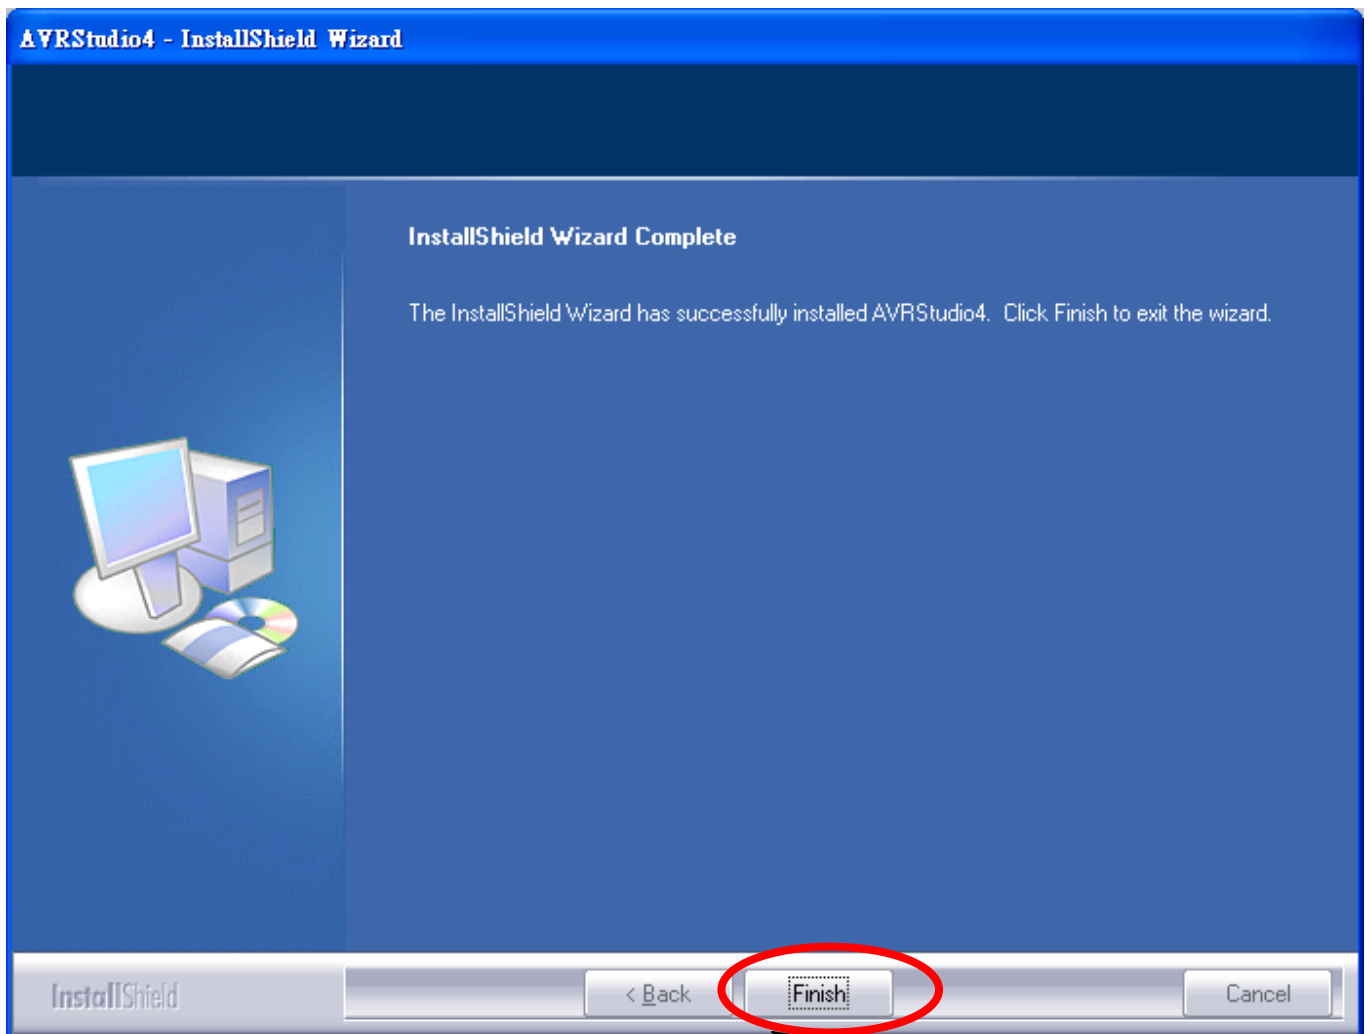 AVRStudio4 - InstallShield Wizard
InstallShield Wizard Complete
The InstallShield Wizard has successfully installed AVRStudio4. Click Finish to exit the wizard.
InstallShield
< Back
Finish
Cancel